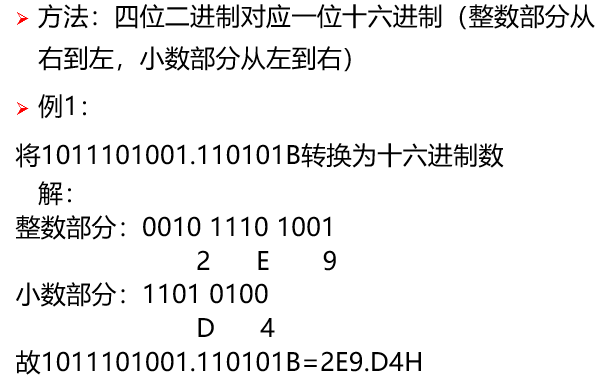 方法：四位二进制对应一位十六进制（整数部分从
右到左，小数部分从左到右）
例1：
将1011101001.110101B转换为十六进制数
解：
整数部分：0010 1110 1001
2 E 9
小数部分：1101 0100
D 4
故1011101001.110101B=2E9.D4H